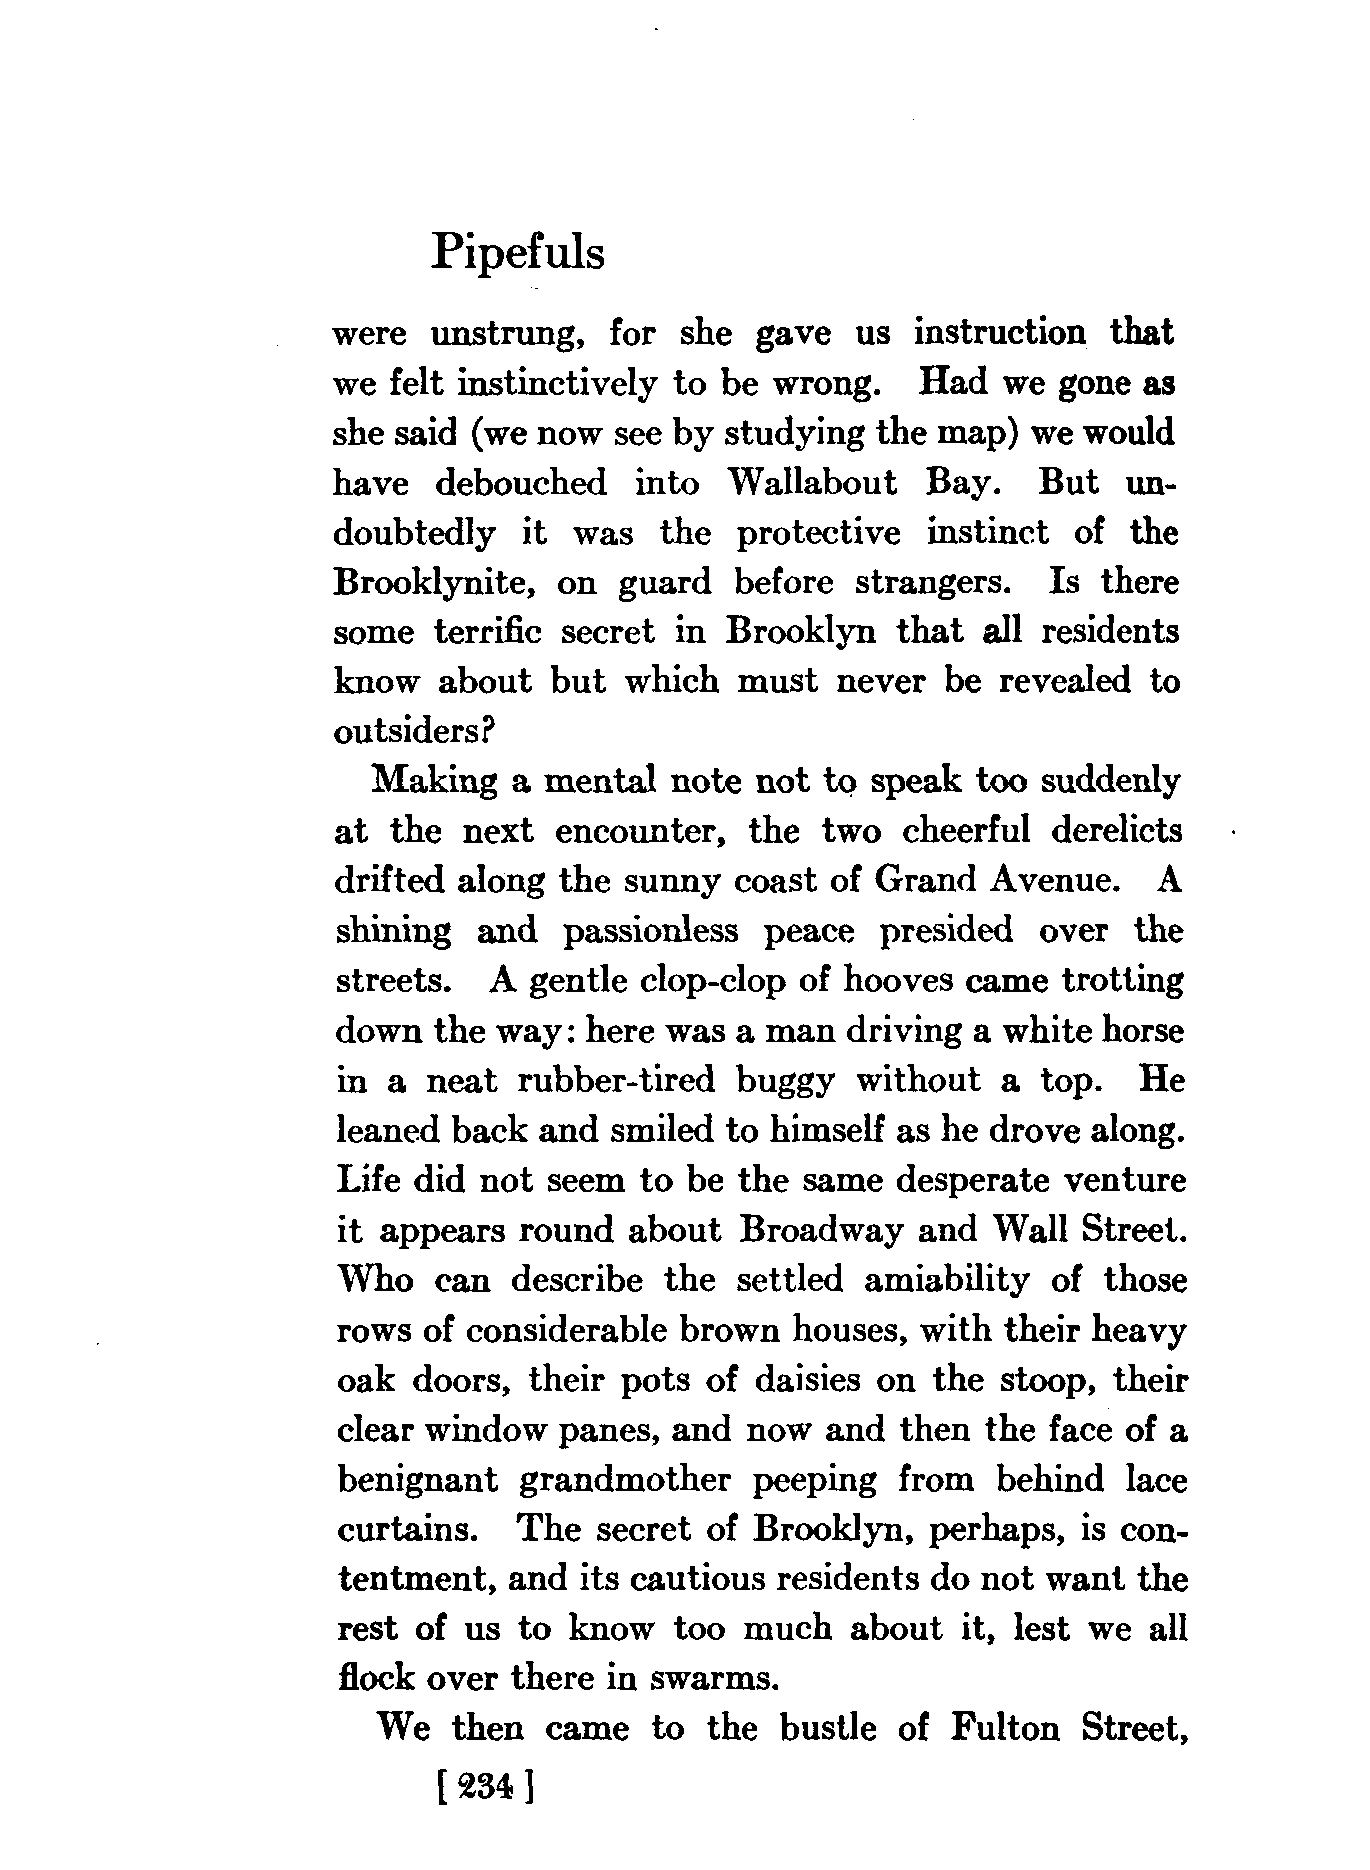 Pipefuls
were unstrung, for she gave us instruction that
we felt instinctively to be wrong. Had we gone as
she said (we now see by studying the map) we would
have debouched into Wallabout Bay. But un-
doubtedly it was the protective instinct of the
Brooklynite, on guard before strangers. Is there
some terrific secret in Brooklyn that all residents
know about but which must never be revealed to
outsiders?
Making a mental note not to speak too suddenly
at the next encounter, the two cheerful derelicts
drifted along the sunny coast of Grand Avenue. A
shining and passionless peace presided over the
streets. A gentle clop-clop of hooves came trotting
down the way: here was a man driving a white horse
in a neat rubber-tired buggy without a top. He
leaned back and smiled to himself as he drove along.
Life did not seem to be the same desperate venture
it appears round about Broadway and Wall Street.
Who can describe the settled amiability of those
rows of considerable brown houses, with their heavy
oak doors, their pots of daisies on the stoop, their
clear window panes, and now and then the face of a
benignant grandmother peeping from behind lace
curtains. The secret of Brooklyn, perhaps, is con-
tentment, and its cautious residents do not want the
rest of us to know too much about it, lest we all
flock over there in swarms.
We then came to the bustle of Fulton Street,
[ 234 ]